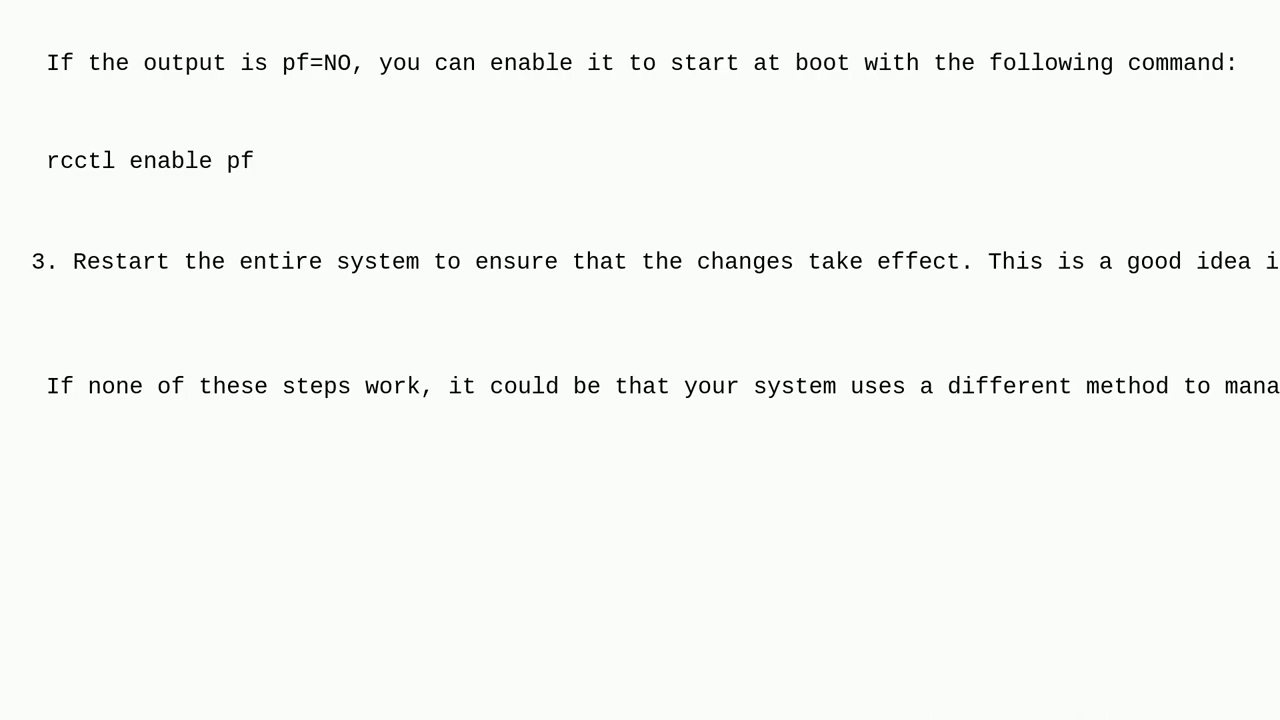 If the output is pf=NO, you can enable it to start at boot with the following command:
rcctl enable pf
3. Restart the entire system to ensure that the changes take effect. This is a good idea i
If none of these steps work, it could be that your system uses a different method to mana